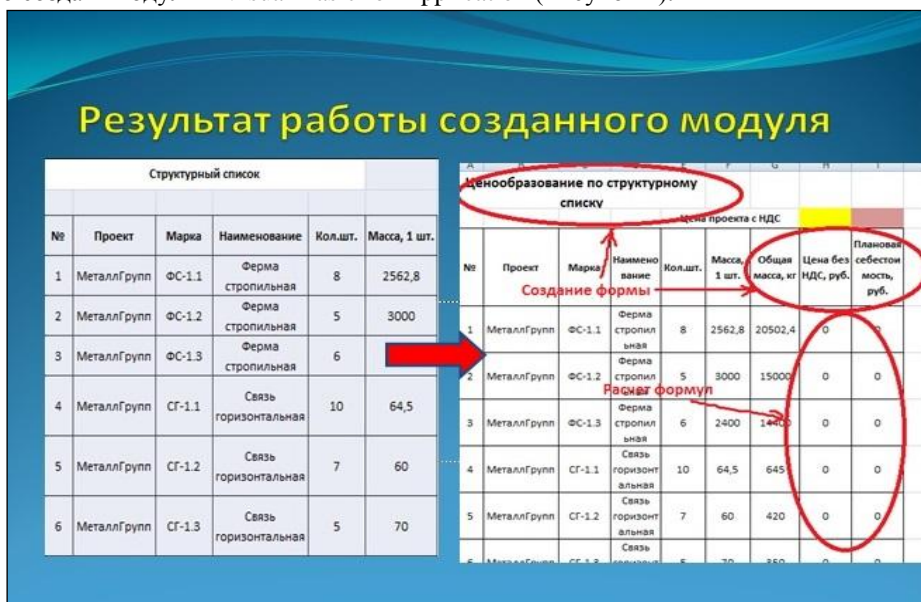 Результат работы созданного модуля
Структурный список
№ Проект Марка Наименование Кол.шт. Масса, 1 шт.
1 МеталлГрупп ФС-1.1 Ферма стропильная 8 2562,8
2 МеталлГрупп ФС-1.2 Ферма стропильная 5 3000
3 МеталлГрупп ФС-1.3 Ферма стропильная 6
4 МеталлГрупп СГ-1.1 Связь горизонтальная 10 64,5
5 МеталлГрупп СГ-1.2 Связь горизонтальная 7 60
6 МеталлГрупп СГ-1.3 Связь горизонтальная 5 70
Ценообразование по структурному
списку
Цена проекта с НДС
№ Проект Марка Наименование Кол.шт. Масса, 1 шт. Общая масса, кг Цена без НДС, руб. Плановая себестоимость, руб.
Создание формы
1 МеталлГрупп ФС-1.1 Ферма стропильная 8 2562,8 20502,4 0 0
2 МеталлГрупп ФС-1.2 Ферма стропильная 5 3000 15000 0 0
Расчет формул
3 МеталлГрупп ФС-1.3 Ферма стропильная 6 2400 14400 0 0
4 МеталлГрупп СГ-1.1 Связь горизонтальная 10 64,5 645 0 0
5 МеталлГрупп СГ-1.2 Связь горизонтальная 7 60 420 0 0
Связь